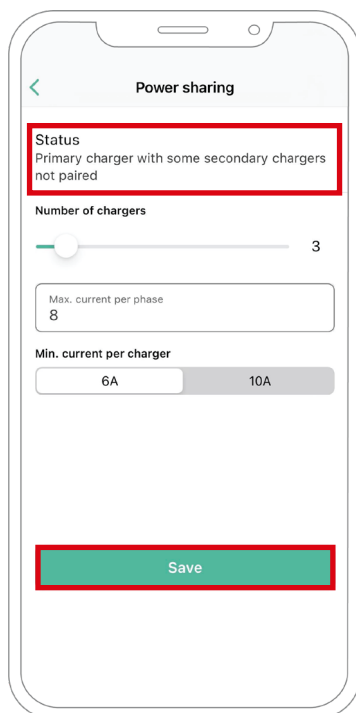 Power sharing
Status
Primary charger with some secondary chargers
not paired
Number of chargers
3
Max. current per phase
8
Min. current per charger
6A
10A
Save